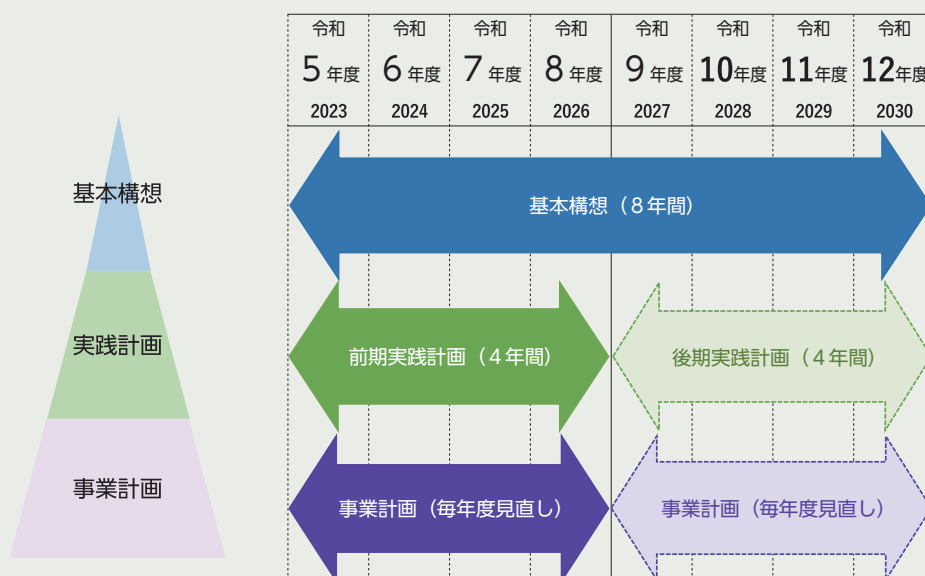 令和 令和 令和 令和 令和 令和 令和 令和
5年度 6年度 7年度 8年度 9年度 10年度 11年度 12年度
2023 2024 2025 2026 2027 2028 2029 2030
基本構想
基本構想（8年間）
実践計画
前期実践計画（4年間） 後期実践計画（4年間）
事業計画
事業計画（毎年度見直し） 事業計画（毎年度見直し）